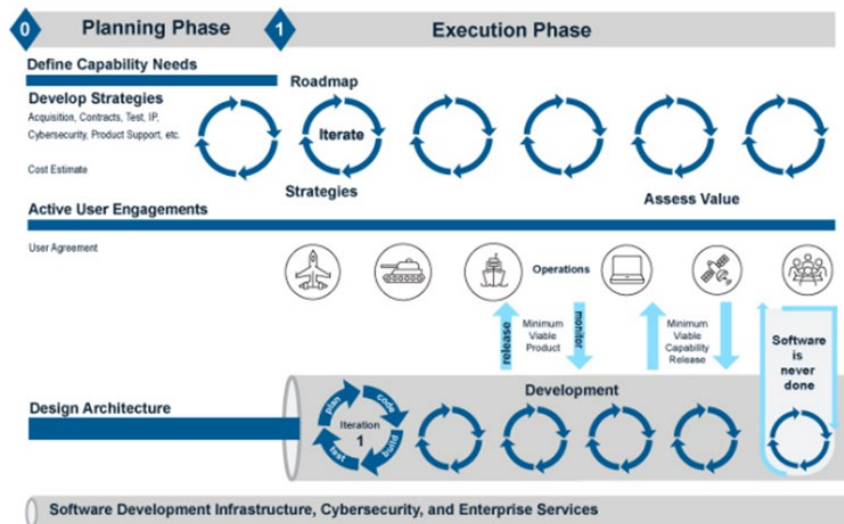 0
Planning Phase
1
Execution Phase
Define Capability Needs
Roadmap
Develop Strategies
Acquisition, Contracts, Test, IP,
Cybersecurity, Product Support, etc.
Iterate
Cost Estimate
Strategies
Assess Value
Active User Engagements
User Agreement
Operations
release
Minimum
Viable
Product
monitor
Minimum
Viable
Capability
Release
Software
is
never
done
Development
Design Architecture
plan
code
Iteration
1
test
build
Software Development Infrastructure, Cybersecurity, and Enterprise Services